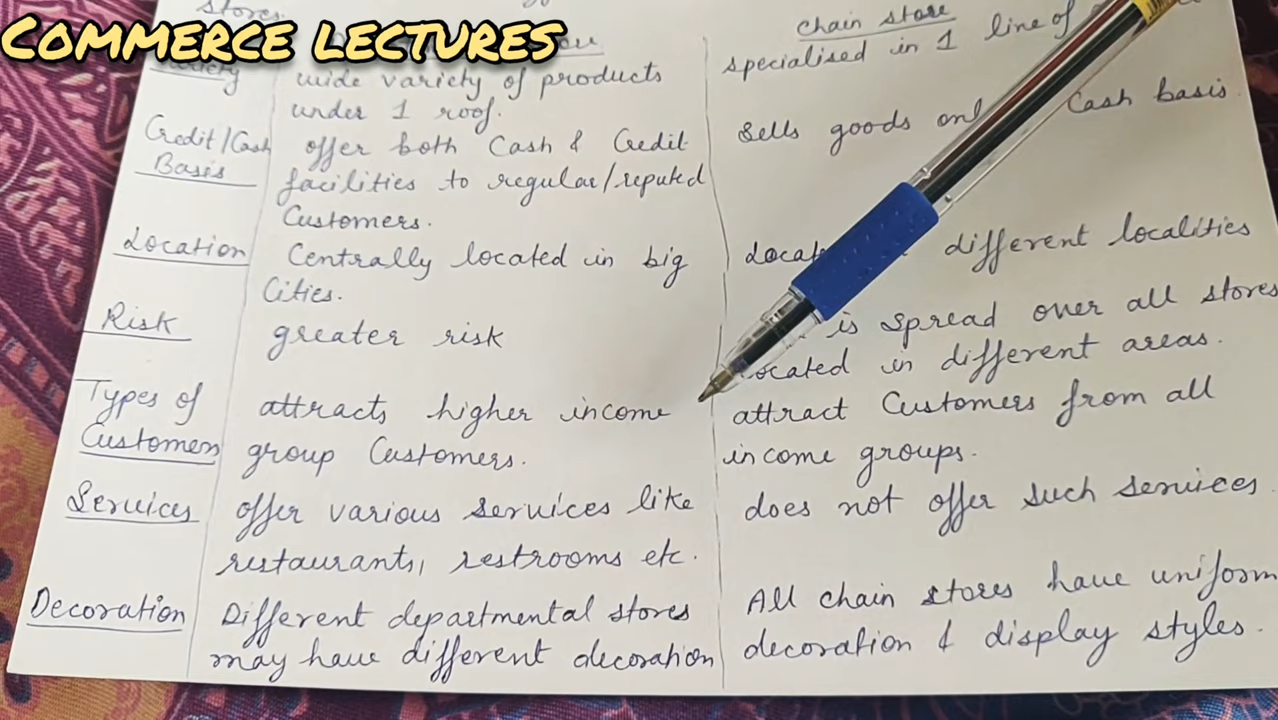 COMMERCE LECTURES
stores.
chain store
wide variety of products
under 1 roof.
specialised in 1 line of
Credit/Cash
Basis
offer both Cash & Credit
facilities to regular/reputed
Customers.
Sells goods Cash basis.
Location
Centrally located in big
Cities.
different localities
Risk
greater risk
is spread over all stores
located in different areas.
Types of
Customers
attracts higher income
group Customers.
attract Customers from all
income groups.
Services
offer various services like
restaurants, restrooms etc.
does not offer such services
Decoration
Different departmental stores
may have different decoration
All chain stores have uniform
decoration & display styles.